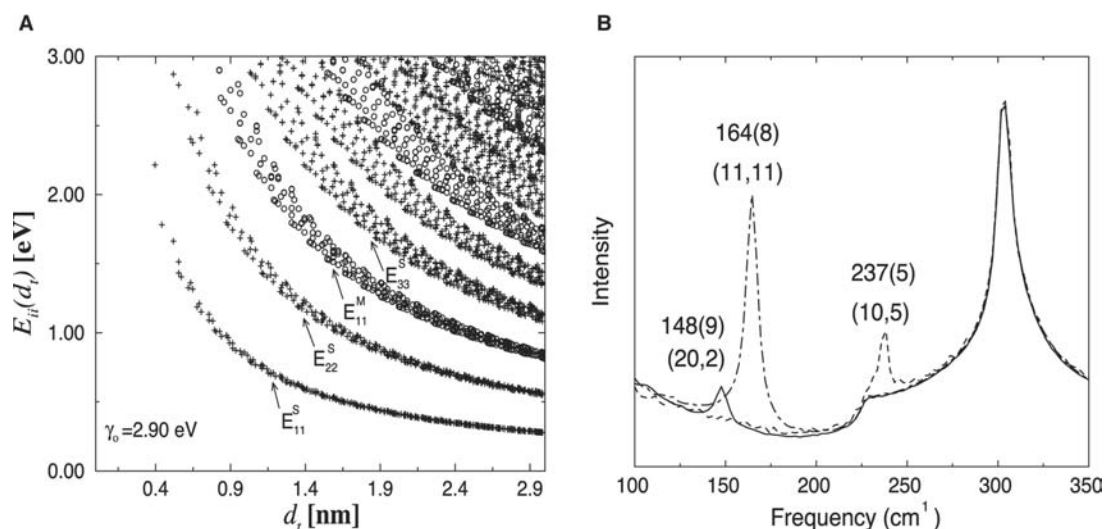 A
3.00
2.00
1.00
0.00
E_ii(d_t) [eV]
E^S_33
E^M_11
E^S_22
E^S_11
γ_o=2.90 eV
0.4 0.9 1.4 1.9 2.4 2.9
d_t [nm]
B
164(8)
(11,11)
237(5)
(10,5)
148(9)
(20,2)
Intensity
100 150 200 250 300 350
Frequency (cm^1)